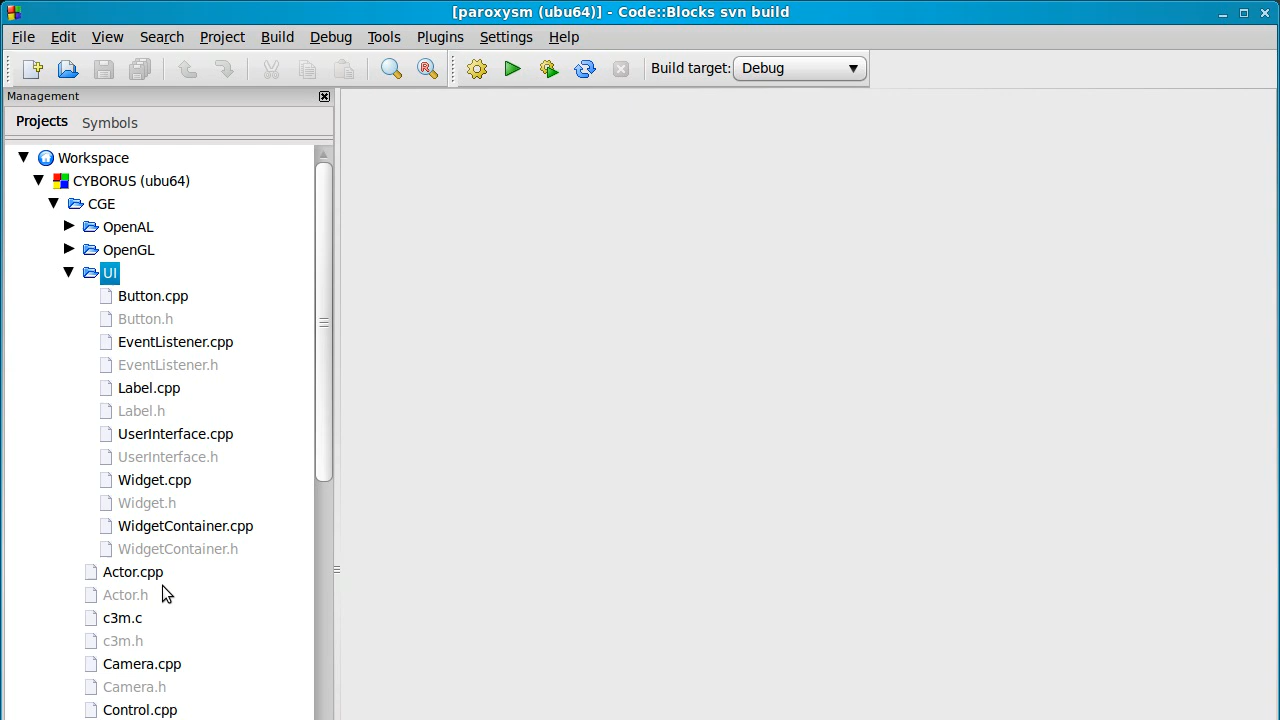 [paroxysm (ubu64)] - Code::Blocks svn build
File Edit View Search Project Build Debug Tools Plugins Settings Help
Build target: Debug
Management
Projects Symbols
Workspace
CYBORUS (ubu64)
CGE
OpenAL
OpenGL
UI
Button.cpp
Button.h
EventListener.cpp
EventListener.h
Label.cpp
Label.h
UserInterface.cpp
UserInterface.h
Widget.cpp
Widget.h
WidgetContainer.cpp
WidgetContainer.h
Actor.cpp
Actor.h
c3m.c
c3m.h
Camera.cpp
Camera.h
Control.cpp